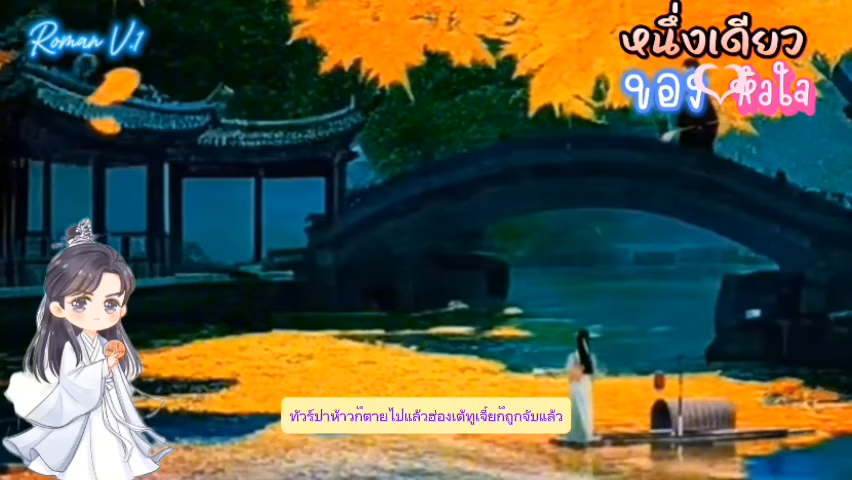 Roman V.1
หนึ่งเดียว
ของหัวใจ
ทัวร์ปาห้าวก็ตายไปแล้วฮ่องเต้ทูเจี๋ยก็ถูกจับแล้ว